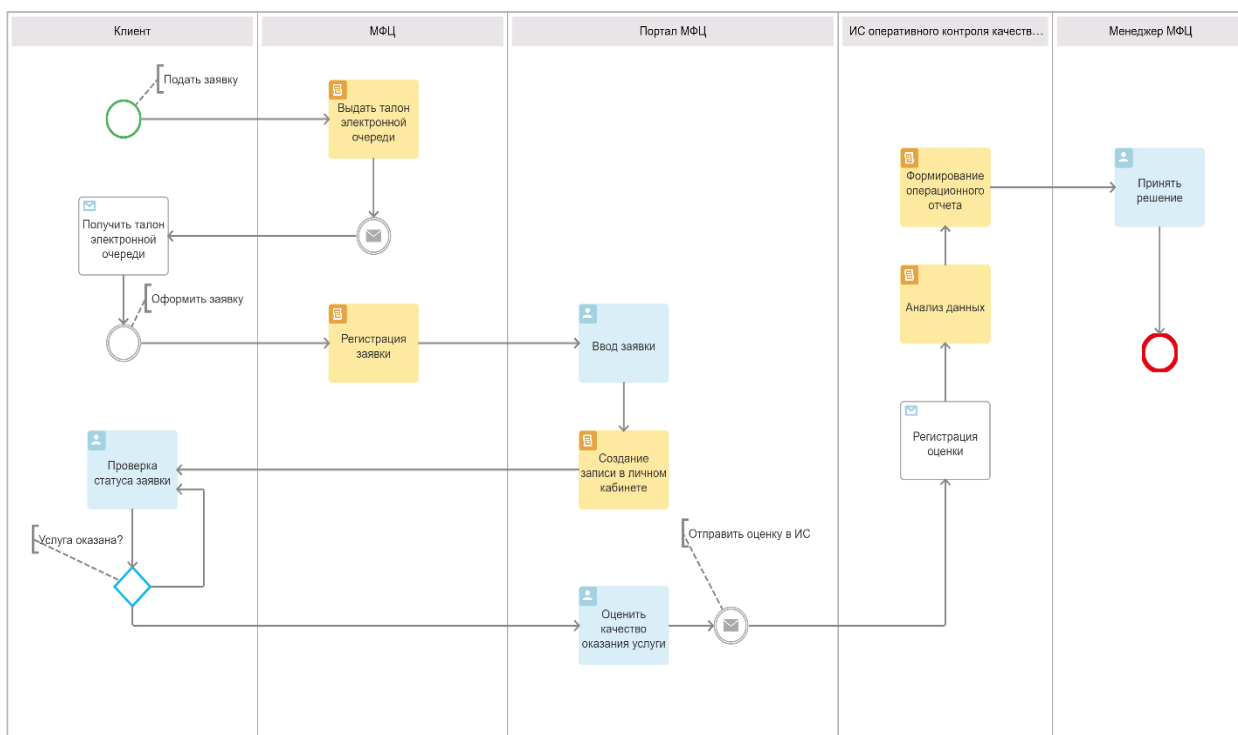 Клиент
МФЦ
Портал МФЦ
ИС оперативного контроля качеств…
Менеджер МФЦ
Подать заявку
Выдать талон
электронной
очереди
Формирование
операционного
отчета
Принять
решение
Получить талон
электронной
очереди
Оформить заявку
Анализ данных
Регистрация
заявки
Ввод заявки
Регистрация
оценки
Проверка
статуса заявки
Создание
записи в личном
кабинете
Услуга оказана?
Отправить оценку в ИС
Оценить
качество
оказания услуги